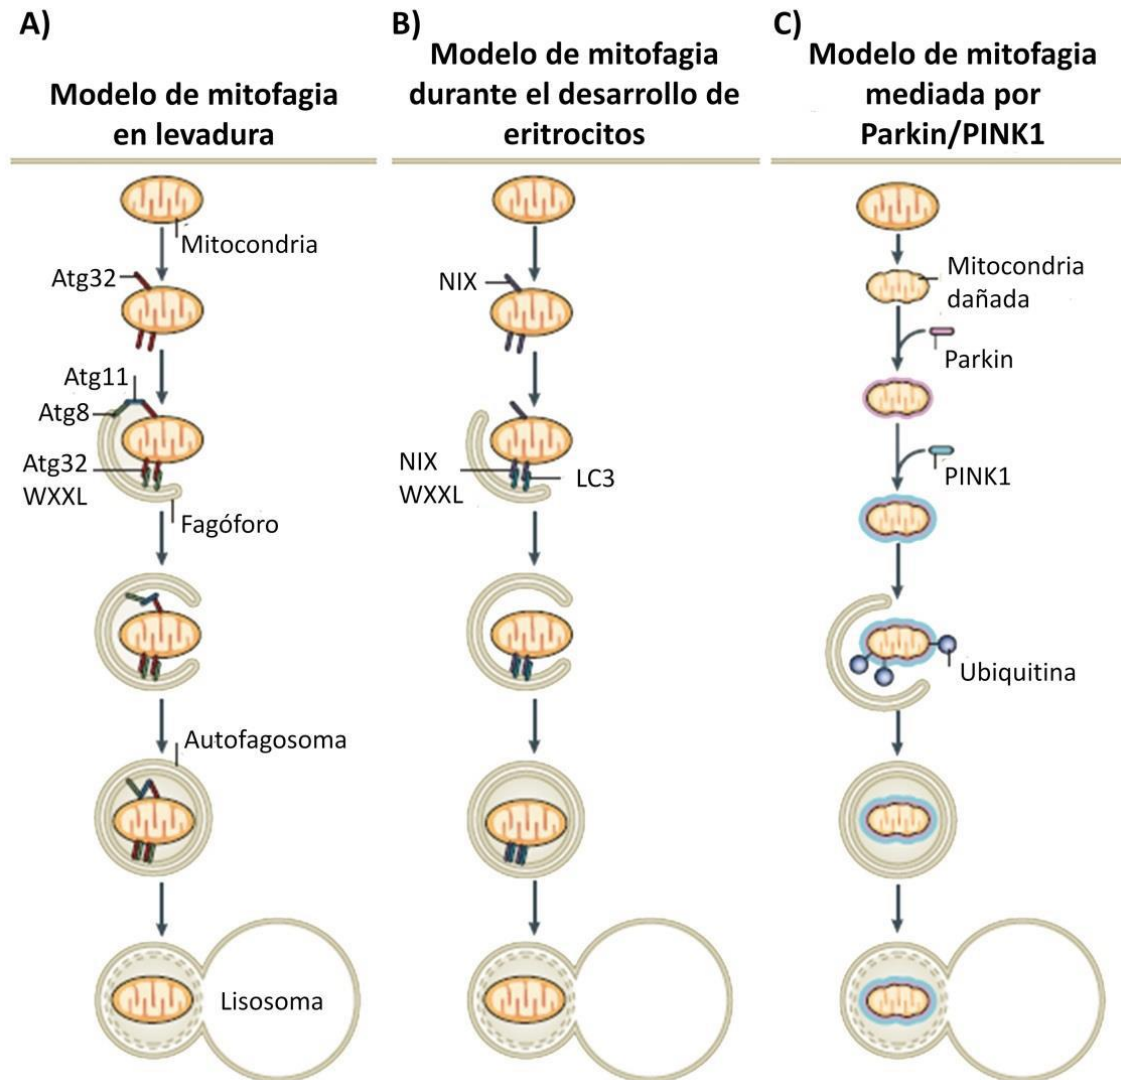 A)
Modelo de mitofagia
en levadura
Mitocondria
Atg32
Atg11
Atg8
Atg32
WXXL
Fagóforo
Autofagosoma
Lisosoma
B)
Modelo de mitofagia
durante el desarrollo de
eritrocitos
NIX
NIX
WXXL
LC3
C)
Modelo de mitofagia
mediada por
Parkin/PINK1
Mitocondria
dañada
Parkin
PINK1
Ubiquitina